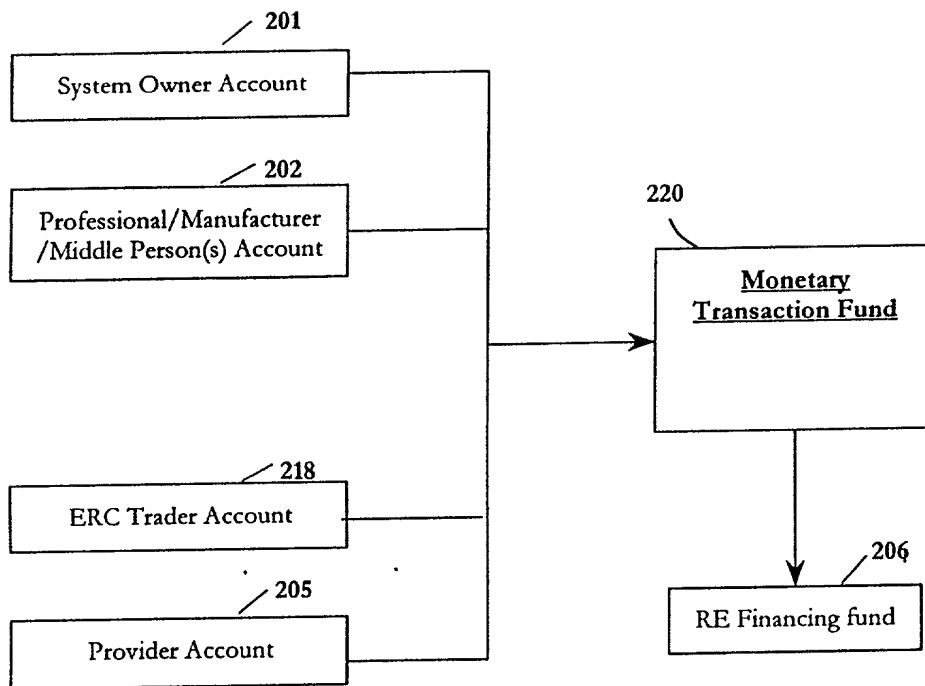 201
System Owner Account
202
Professional/Manufacturer
/Middle Person(s) Account
220
Monetary
Transaction Fund
218
ERC Trader Account
205
Provider Account
206
RE Financing fund